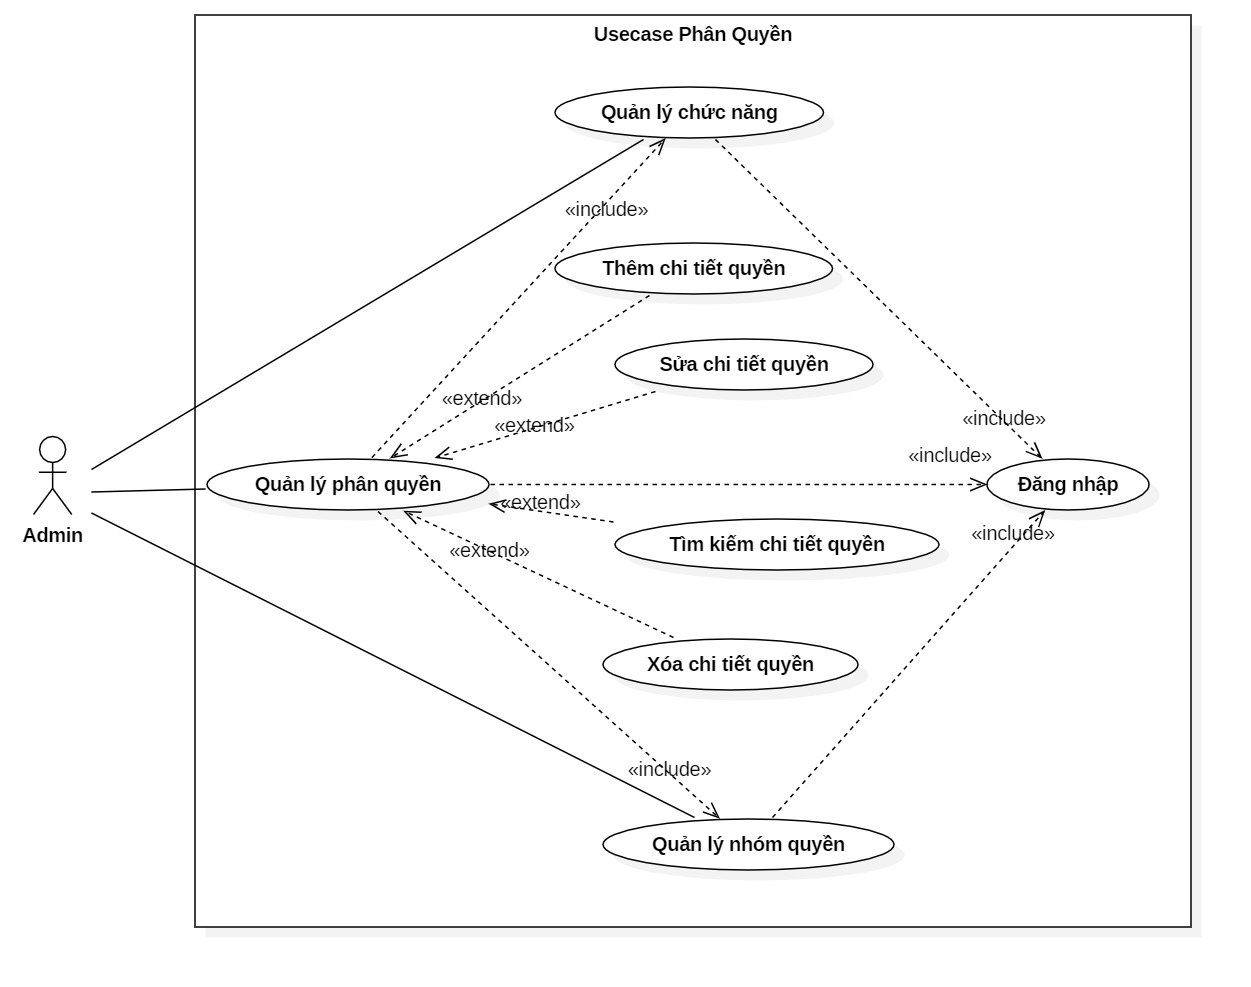 Usecase Phân Quyền
Quản lý chức năng
«include»
Thêm chi tiết quyền
Sửa chi tiết quyền
«extend»
«extend»
«include»
«include»
Quản lý phân quyền
Đăng nhập
«extend»
Admin
«include»
Tìm kiếm chi tiết quyền
«extend»
Xóa chi tiết quyền
«include»
Quản lý nhóm quyền